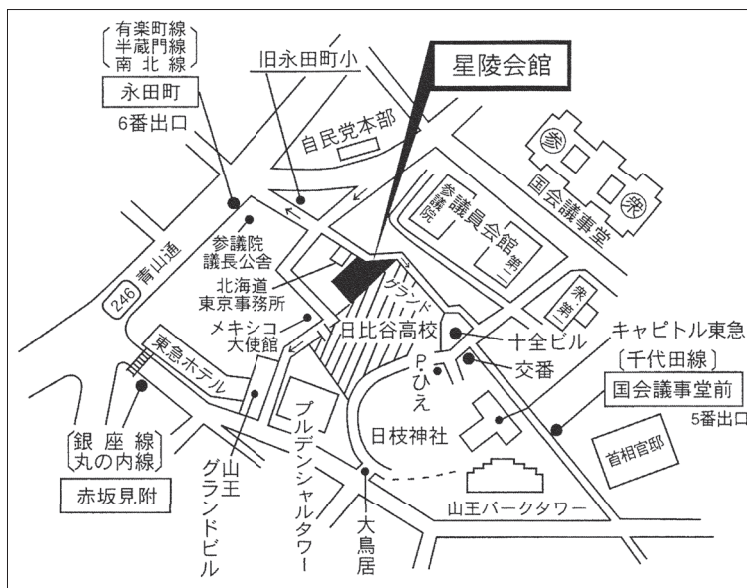 有楽町線
半蔵門線
南北線
永田町
6番出口
旧永田町小
星陵会館
自民党本部
参
衆
国会議事堂
参議院
議員会館
第二
衆・第一
参議院
議長公舎
北海道
東京事務所
メキシコ
大使館
青山通
246
グランド
日比谷高校
十全ビル
交番
キャピトル東急
千代田線
国会議事堂前
5番出口
首相官邸
P.ひえ
日枝神社
東急ホテル
銀座線
丸の内線
赤坂見附
山王
グランドビル
プルデンシャルタワー
大鳥居
山王パークタワー